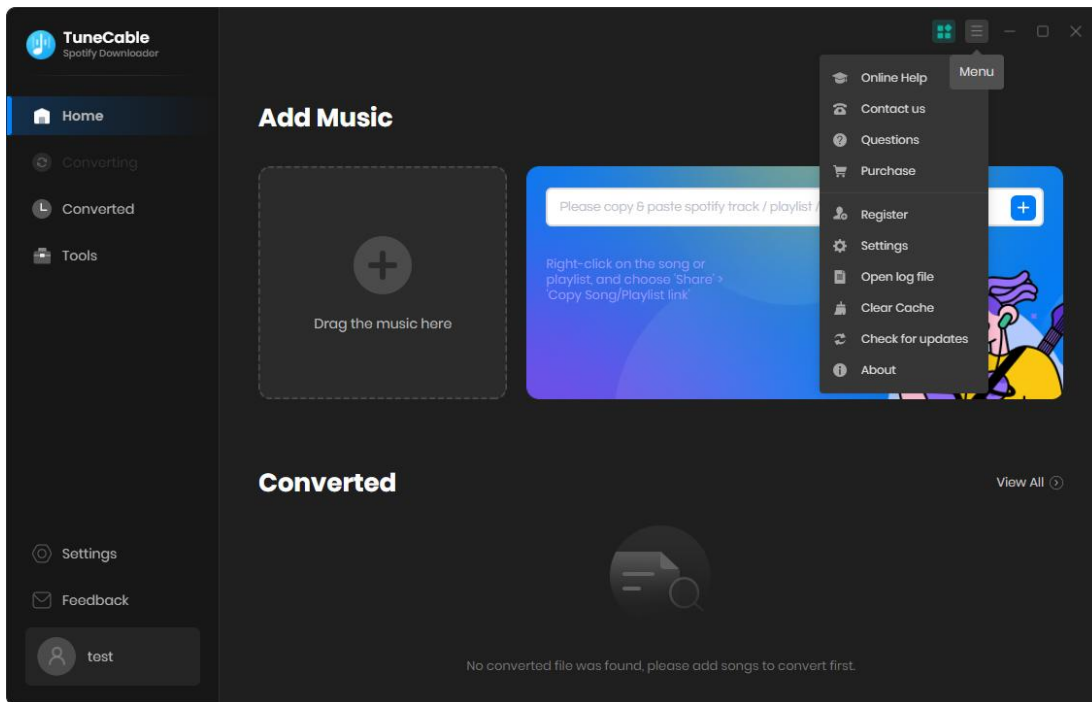 TuneCable
Spotify Downloader
Home
Converting
Converted
Tools
Settings
Feedback
test
Add Music
Drag the music here
Please copy & paste spotify track / playlist /
Right-click on the song or
playlist, and choose 'Share' >
'Copy Song/Playlist link'
Menu
Online Help
Contact us
Questions
Purchase
Register
Settings
Open log file
Clear Cache
Check for updates
About
Converted
View All
No converted file was found, please add songs to convert first.